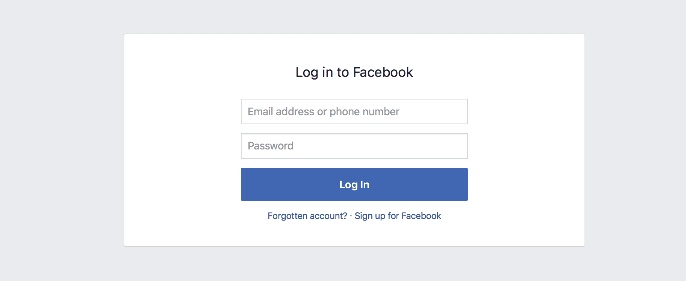 Log in to Facebook
Email address or phone number
Password
Log In
Forgotten account? · Sign up for Facebook